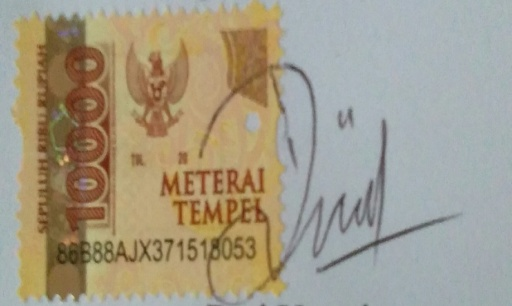 SEPULUH RIBU RUPIAH
10000
TGL. 20
METERAI
TEMPEL
86B88AJX371518053